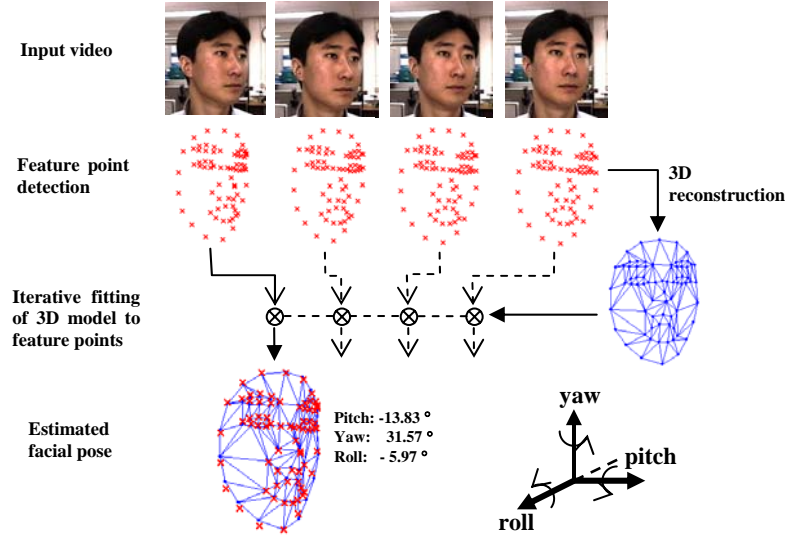 Input video
Feature point
detection
3D
reconstruction
Iterative fitting
of 3D model to
feature points
Estimated
facial pose
Pitch: -13.83 °
Yaw: 31.57 °
Roll: - 5.97 °
yaw
pitch
roll